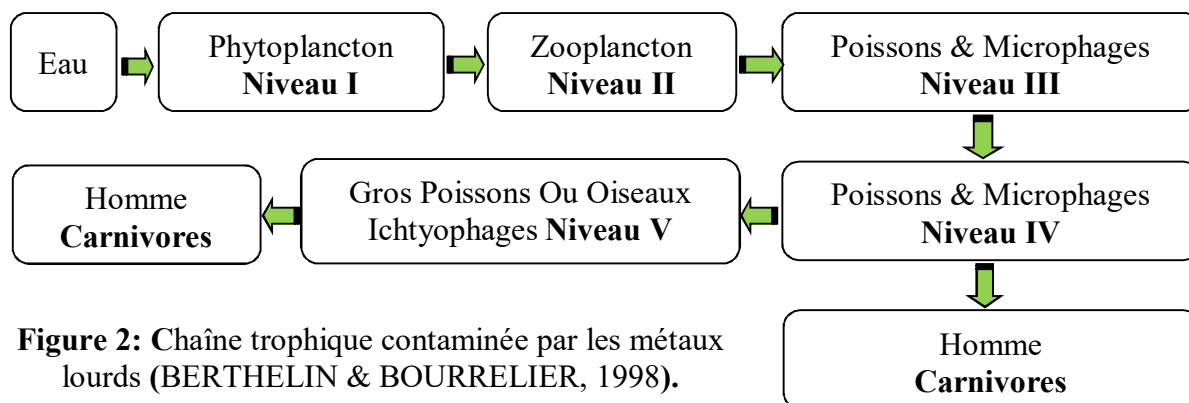 Eau
Phytoplancton
Niveau I
Zooplancton
Niveau II
Poissons & Microphages
Niveau III
Poissons & Microphages
Niveau IV
Gros Poissons Ou Oiseaux
Ichtyophages Niveau V
Homme
Carnivores
Homme
Carnivores
Figure 2: Chaîne trophique contaminée par les métaux
lourds (BERTHELIN & BOURRELIER, 1998).